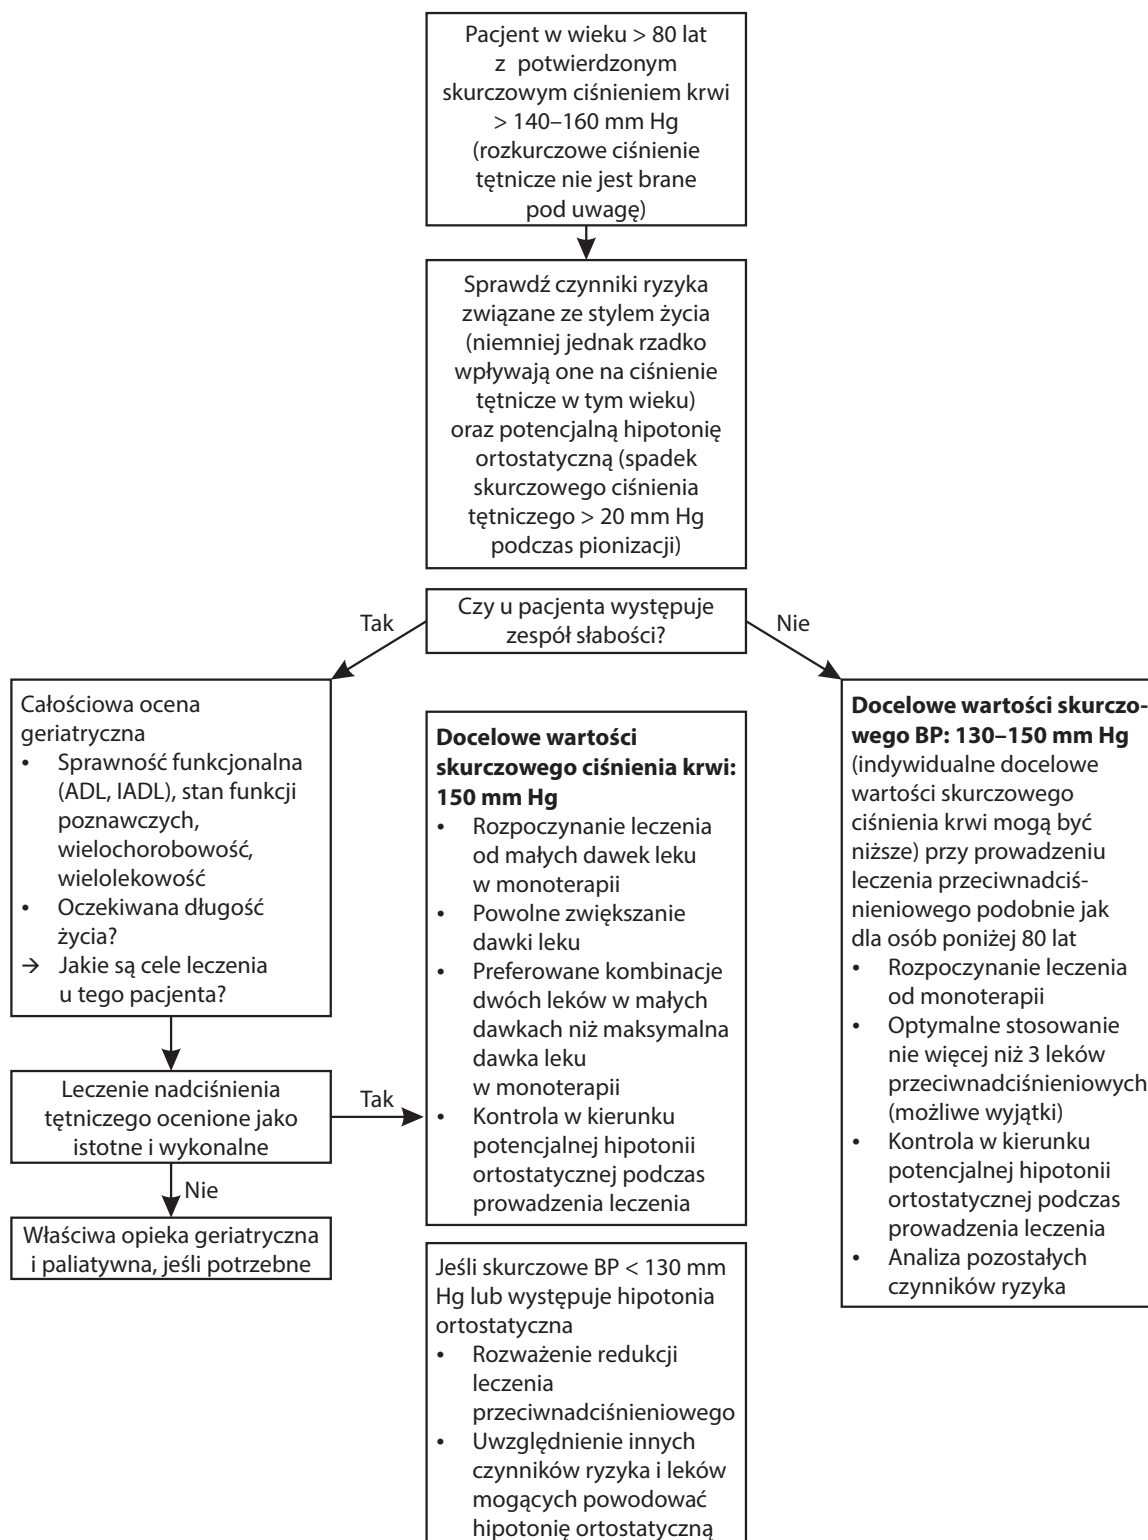 Pacjent w wieku > 80 lat
z potwierdzonym
skurczowym ciśnieniem krwi
> 140–160 mm Hg
(rozkurczowe ciśnienie
tętnicze nie jest brane
pod uwagę)
Sprawdź czynniki ryzyka
związane ze stylem życia
(niemniej jednak rzadko
wpływają one na ciśnienie
tętnicze w tym wieku)
oraz potencjalną hipotonię
ortostatyczną (spadek
skurczowego ciśnienia
tętniczego > 20 mm Hg
podczas pionizacji)
Czy u pacjenta występuje
zespół słabości?
Tak
Nie
Całościowa ocena
geriatryczna
• Sprawność funkcjonalna
(ADL, IADL), stan funkcji
poznawczych,
wielochorobowość,
wielolekowość
• Oczekiwana długość
życia?
→ Jakie są cele leczenia
u tego pacjenta?
Leczenie nadciśnienia
tętniczego ocenione jako
istotne i wykonalne
Tak
Nie
Właściwa opieka geriatryczna
i paliatywna, jeśli potrzebne
Docelowe wartości
skurczowego ciśnienia krwi:
150 mm Hg
• Rozpoczynanie leczenia
od małych dawek leku
w monoterapii
• Powolne zwiększanie
dawki leku
• Preferowane kombinacje
dwóch leków w małych
dawkach niż maksymalna
dawka leku
w monoterapii
• Kontrola w kierunku
potencjalnej hipotonii
ortostatycznej podczas
prowadzenia leczenia
Jeśli skurczowe BP < 130 mm
Hg lub występuje hipotonia
ortostatyczna
• Rozważenie redukcji
leczenia
przeciwnadciśnieniowego
• Uwzględnienie innych
czynników ryzyka i leków
mogących powodować
hipotonię ortostatyczną
Docelowe wartości skurczo-
wego BP: 130–150 mm Hg
(indywidualne docelowe
wartości skurczowego
ciśnienia krwi mogą być
niższe) przy prowadzeniu
leczenia przeciwnadciś-
nieniowego podobnie jak
dla osób poniżej 80 lat
• Rozpoczynanie leczenia
od monoterapii
• Optymalne stosowanie
nie więcej niż 3 leków
przeciwnadciśnieniowych
(możliwe wyjątki)
• Kontrola w kierunku
potencjalnej hipotonii
ortostatycznej podczas
prowadzenia leczenia
• Analiza pozostałych
czynników ryzyka